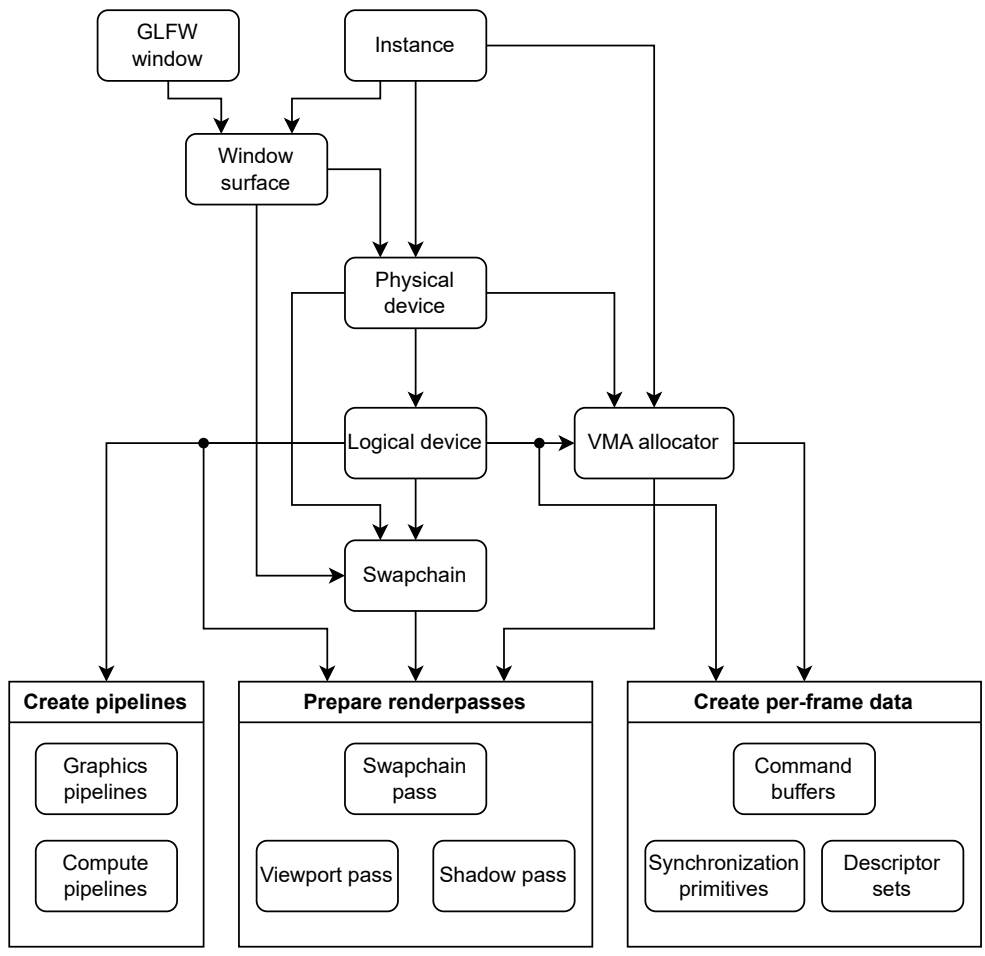 GLFW
window
Instance
Window
surface
Physical
device
Logical device
VMA allocator
Swapchain
Create pipelines
Graphics
pipelines
Compute
pipelines
Prepare renderpasses
Swapchain
pass
Viewport pass
Shadow pass
Create per-frame data
Command
buffers
Synchronization
primitives
Descriptor
sets